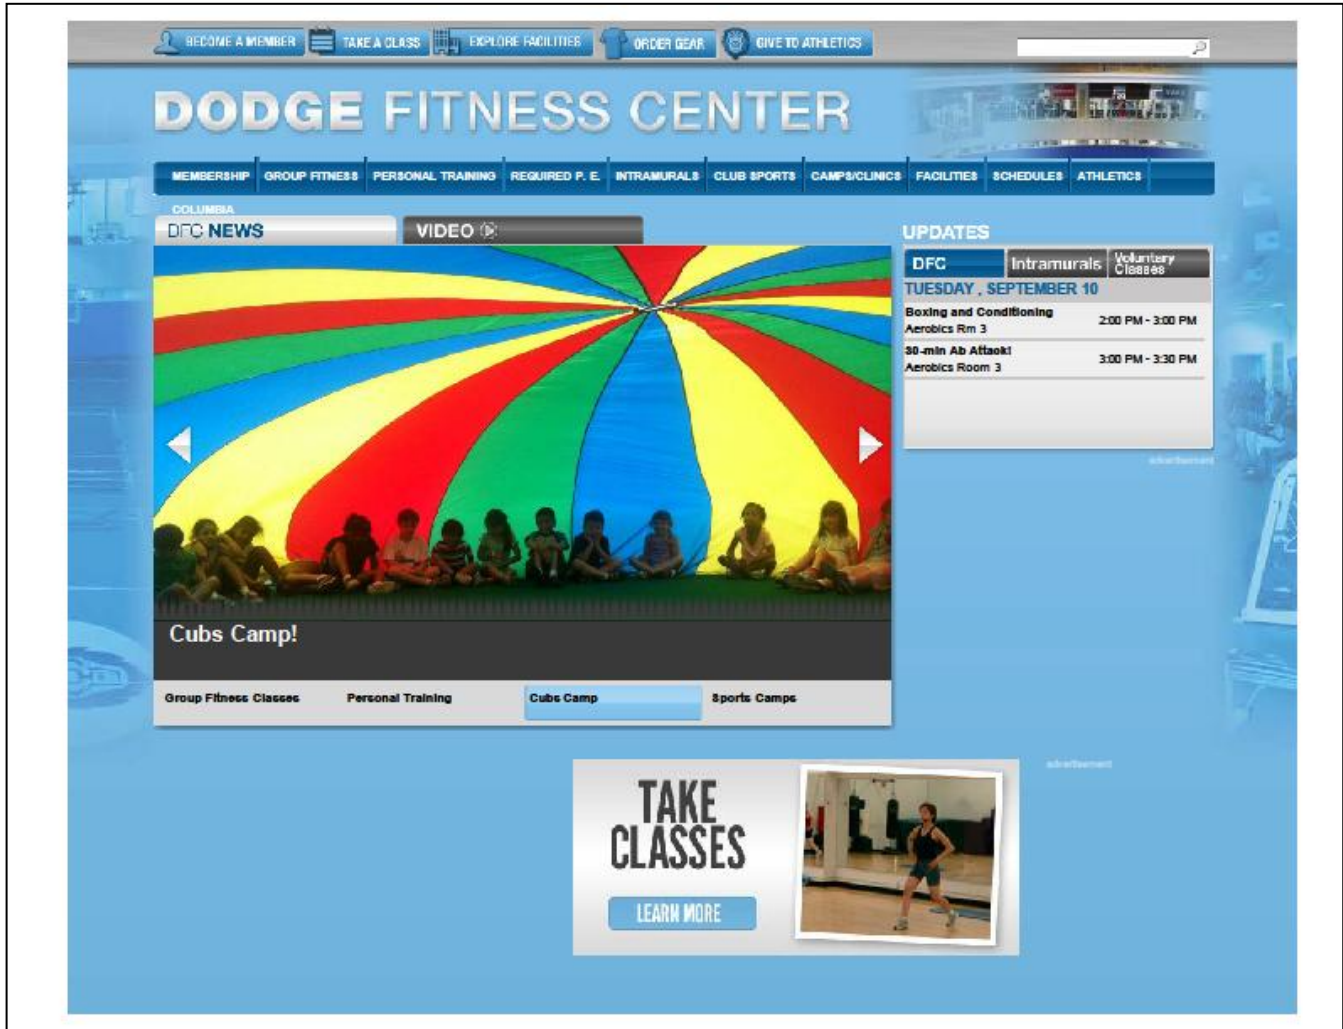 BECOME A MEMBER TAKE A CLASS EXPLORE FACILITIES ORDER GEAR GIVE TO ATHLETICS
DODGE FITNESS CENTER
MEMBERSHIP GROUP FITNESS PERSONAL TRAINING REQUIRED P. E. INTRAMURALS CLUB SPORTS CAMPS/CLINICS FACILITIES SCHEDULES ATHLETICS
COLUMBIA
DFC NEWS VIDEO
Cubs Camp!
Group Fitness Classes Personal Training Cubs Camp Sports Camps
UPDATES
DFC Intramurals Voluntary
Classes
TUESDAY , SEPTEMBER 10
Boxing and Conditioning
Aerobics Rm 3 2:00 PM - 3:00 PM
30-min Ab Attack!
Aerobics Room 3 3:00 PM - 3:30 PM
advertisement
advertisement
TAKE
CLASSES
LEARN MORE